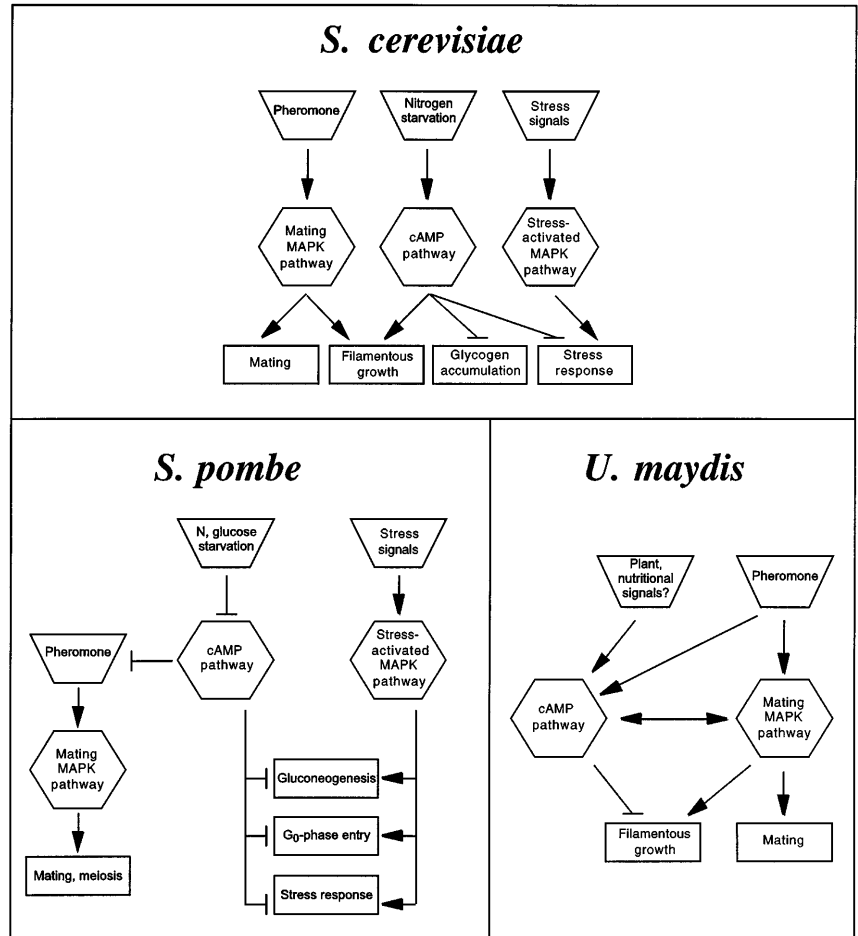 S. cerevisiae
Pheromone
Nitrogen
starvation
Stress
signals
Mating
MAPK
pathway
cAMP
pathway
Stress-
activated
MAPK
pathway
Mating
Filamentous
growth
Glycogen
accumulation
Stress
response
S. pombe
N, glucose
starvation
Stress
signals
Pheromone
cAMP
pathway
Stress-
activated
MAPK
pathway
Mating
MAPK
pathway
Gluconeogenesis
G0-phase entry
Mating, meiosis
Stress response
U. maydis
Plant,
nutritional
signals?
Pheromone
cAMP
pathway
Mating
MAPK
pathway
Filamentous
growth
Mating